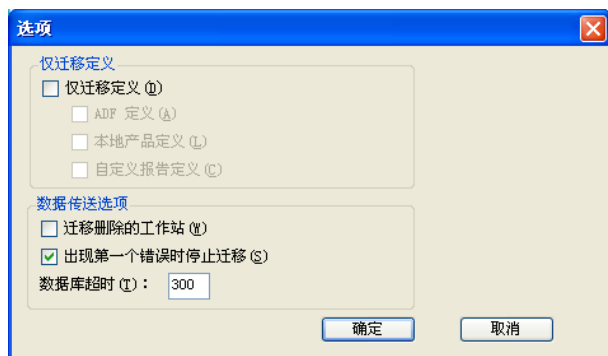 选项
仅迁移定义
仅迁移定义(D)
ADF 定义(A)
本地产品定义(L)
自定义报告定义(C)
数据传送选项
迁移删除的工作站(W)
出现第一个错误时停止迁移(S)
数据库超时(T)： 300
确定 取消